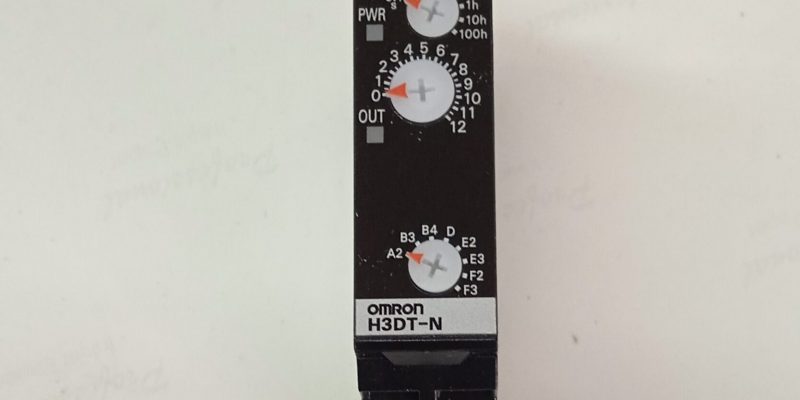 s
1h
10h
100h
PWR
0 1 2 3 4 5 6 7 8 9 10 11 12
OUT
A2 B3 B4 D E2 E3 F2 F3
OMRON
H3DT-N